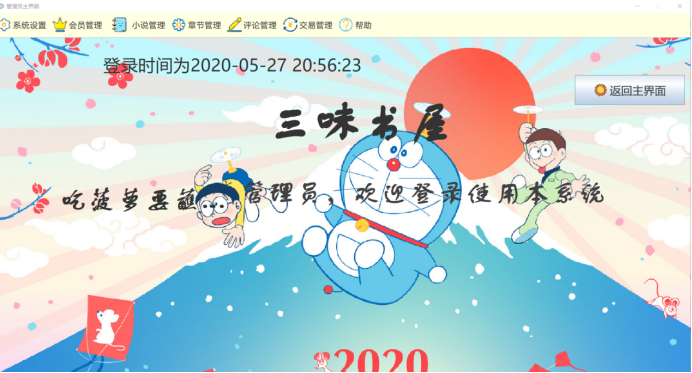 管理员主界面
系统设置 会员管理 小说管理 章节管理 评论管理 交易管理 帮助
登录时间为2020-05-27 20:56:23
返回主界面
三味书屋
吃菠萝要蘸 管理员，欢迎登录使用本系统
2020